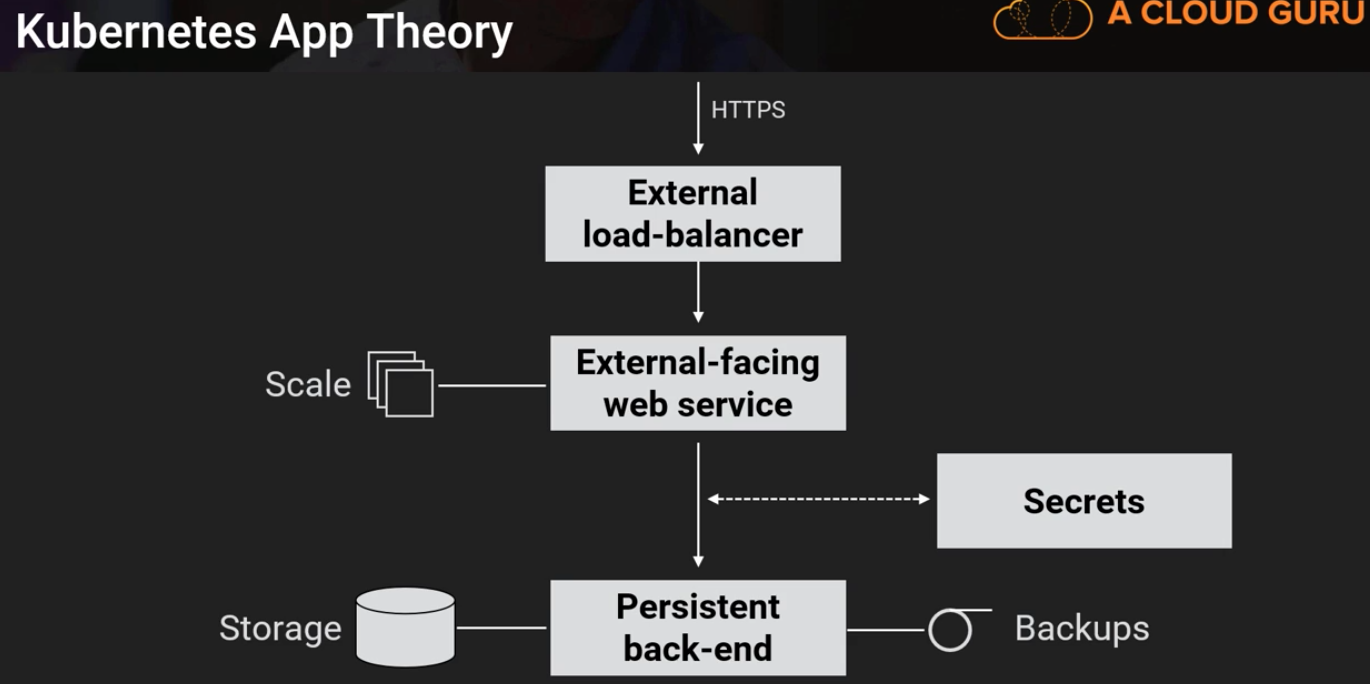 Kubernetes App Theory
A CLOUD GURU
HTTPS
External
load-balancer
Scale
External-facing
web service
Secrets
Storage
Persistent
back-end
Backups